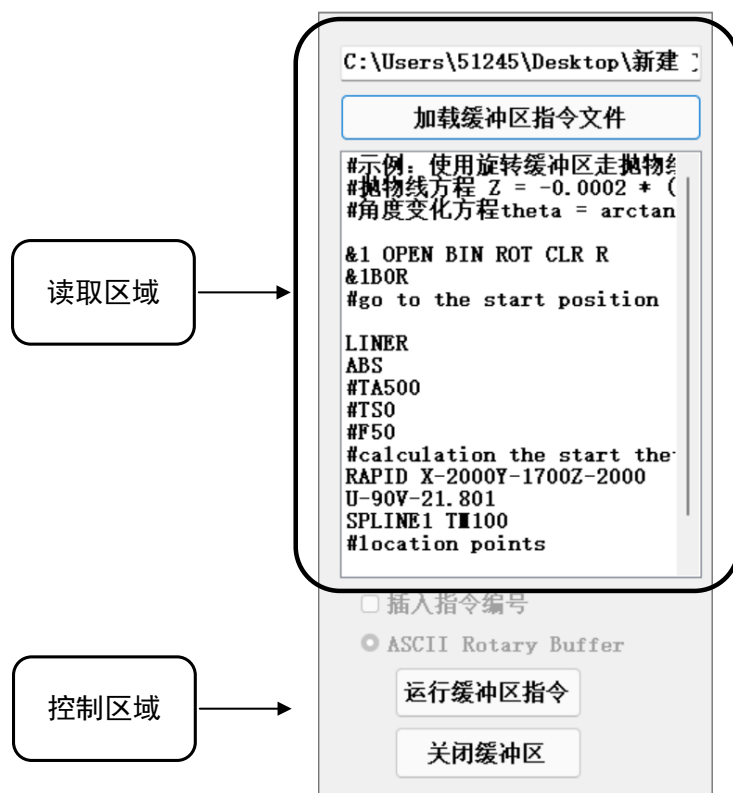 C:\Users\51245\Desktop\新建
加载缓冲区指令文件
#示例：使用旋转缓冲区走抛物线
#抛物线方程 Z = -0.0002 * (
#角度变化方程theta = arctan
&1 OPEN BIN ROT CLR R
&1B0R
#go to the start position
LINER
ABS
#TA500
#TS0
#F50
#calculation the start the
RAPID X-2000Y-1700Z-2000
U-90V-21.801
SPLINE1 TM100
#location points
读取区域
插入指令编号
ASCII Rotary Buffer
运行缓冲区指令
关闭缓冲区
控制区域